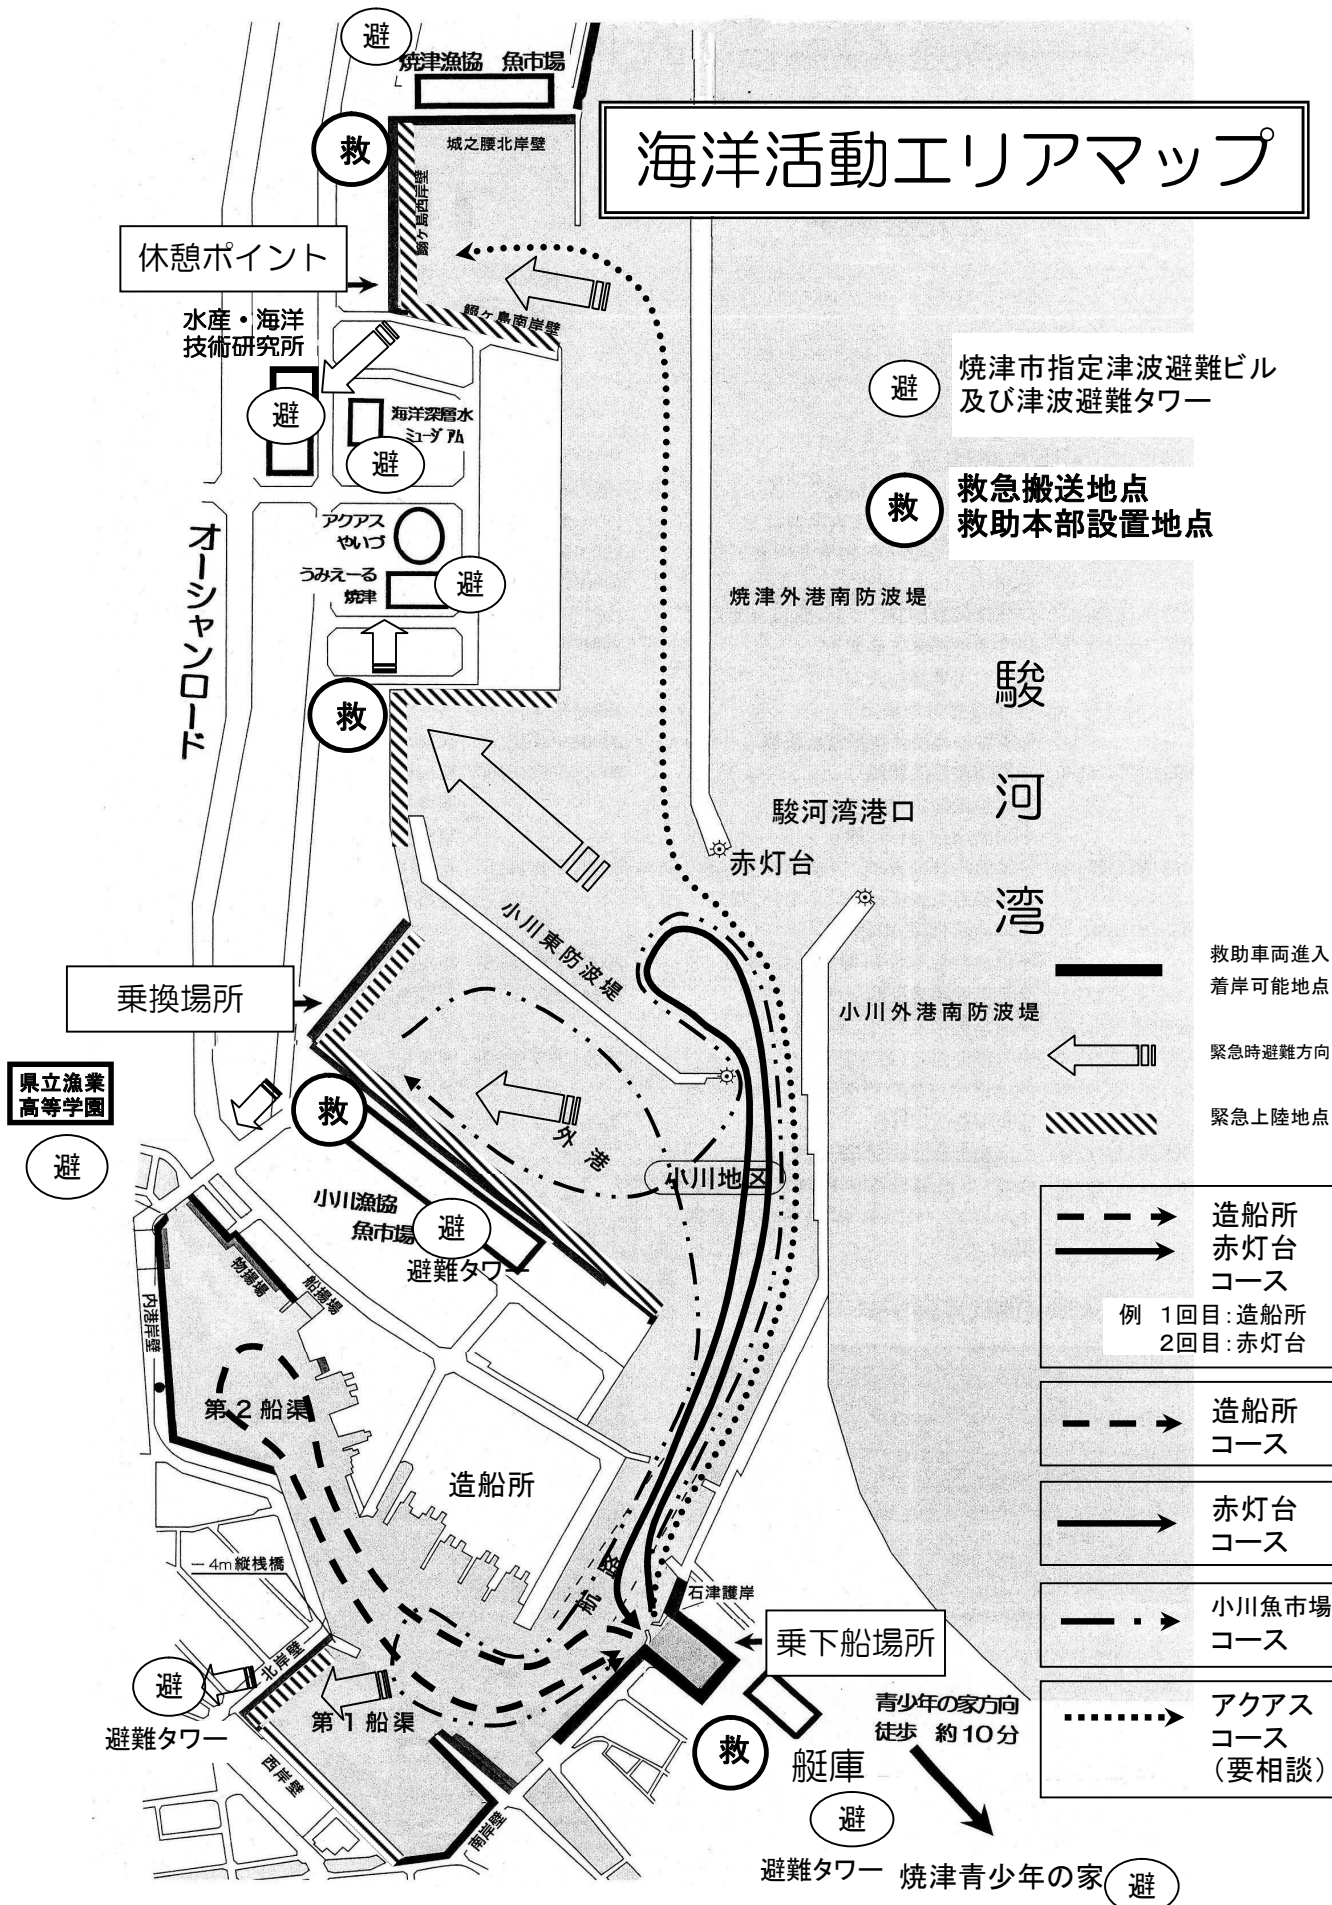 避
焼津漁協 魚市場
海洋活動エリアマップ
救
城之腰北岸壁
鰯ヶ島西岸壁
休憩ポイント
鰯ヶ島南岸壁
水産・海洋
技術研究所
避
海洋深層水
ミュージアム
避
避
焼津市指定津波避難ビル
及び津波避難タワー
救
救急搬送地点
救助本部設置地点
アクアス
やいづ
うみえーる
焼津
避
オーシャンロード
焼津外港南防波堤
救
駿河湾
駿河湾港口
赤灯台
小川東防波堤
乗換場所
小川外港南防波堤
救助車両進入
着岸可能地点
緊急時避難方向
緊急上陸地点
県立漁業
高等学園
避
救
外港
小川地区
小川漁協
魚市場
避
避難タワー
物揚場
船揚場
内港岸壁
第2船渠
造船所
赤灯台
コース
例 1回目:造船所
2回目:赤灯台
造船所
コース
造船所
赤灯台
コース
－4m縦桟橋
航路
石津護岸
小川魚市場
コース
乗下船場所
北岸壁
避
避難タワー
第1船渠
西岸壁
南岸壁
青少年の家方向
徒歩 約10分
アクアス
コース
(要相談)
救
艇庫
避
避難タワー
焼津青少年の家
避